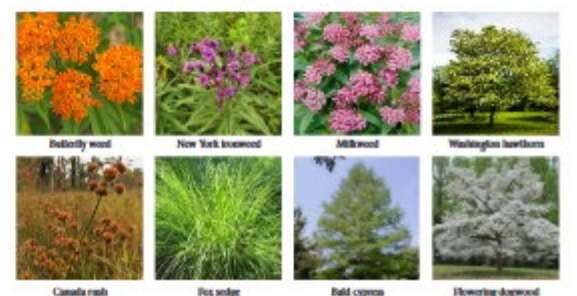 Butterfly weed
New York ironweed
Milkweed
Washington hawthorn
Canada rush
Fox sedge
Bald cypress
Flowering dogwood